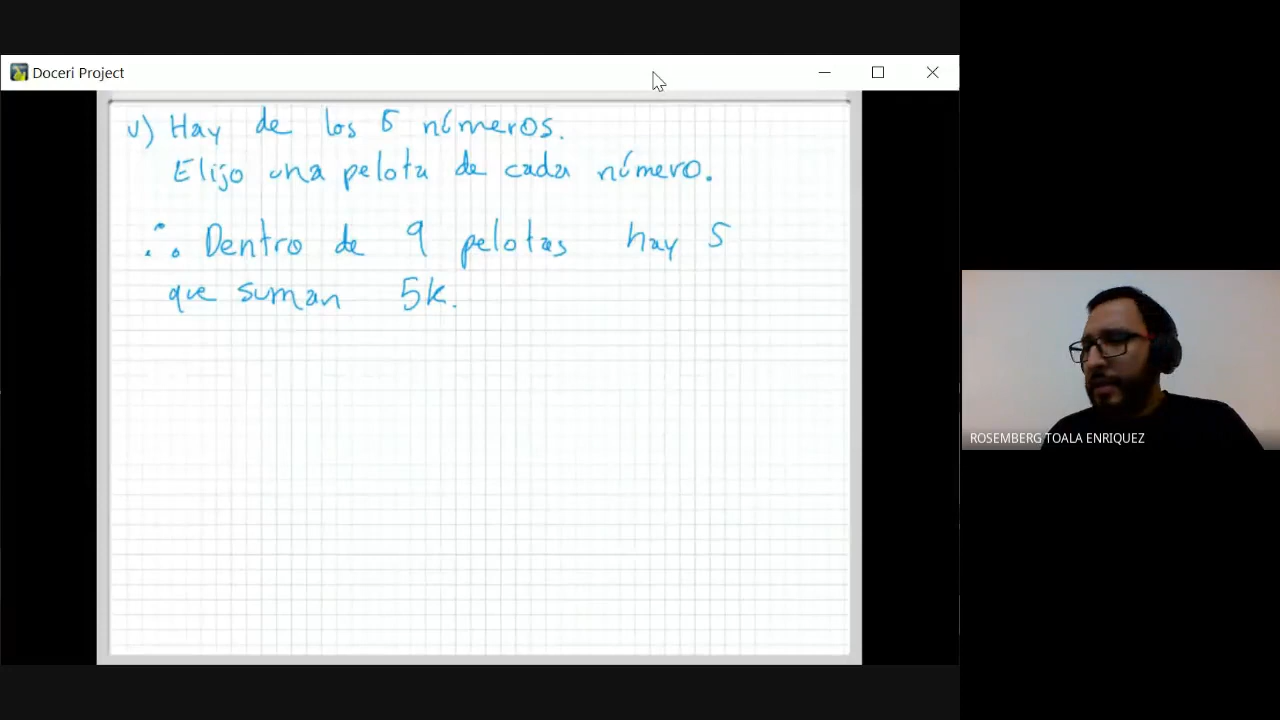 Doceri Project
v) Hay de los 5 números.
Elijo una pelota de cada número.
∴ Dentro de 9 pelotas hay 5
que suman 5k.
ROSEMBERG TOALA ENRIQUEZ